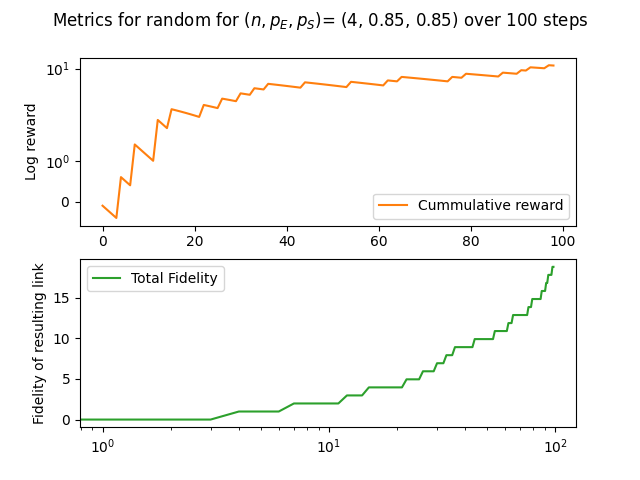 Metrics for random for (n, p_E, p_S)= (4, 0.85, 0.85) over 100 steps
Log reward
10^1
10^0
0
Cummulative reward
0 20 40 60 80 100
Fidelity of resulting link
Total Fidelity
15
10
5
0
10^0 10^1 10^2